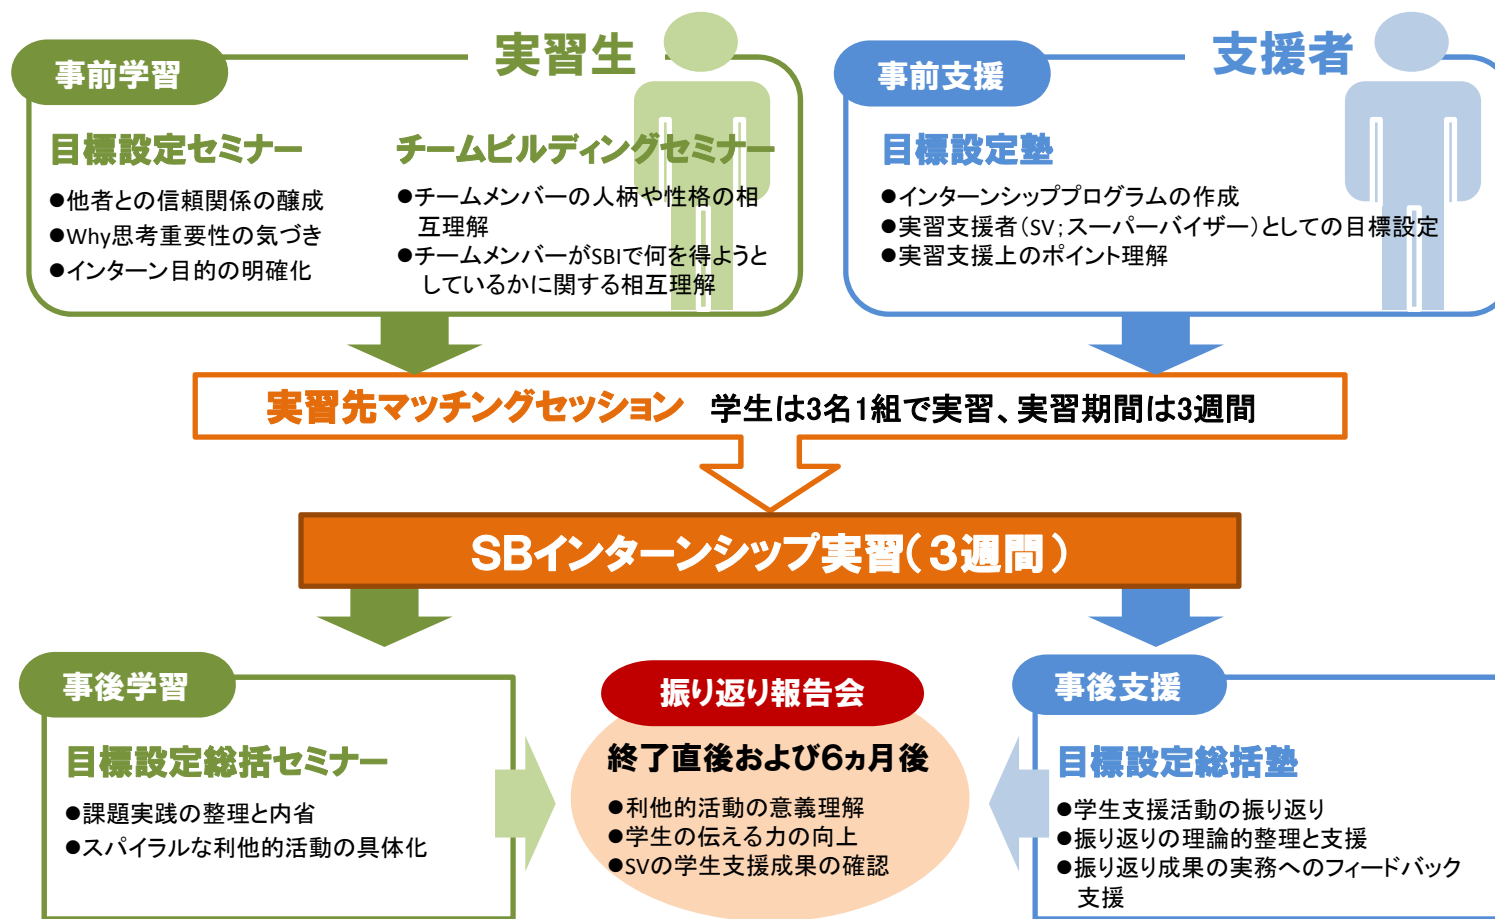 実習生
事前学習
目標設定セミナー
●他者との信頼関係の醸成
●Why思考重要性の気づき
●インターン目的の明確化
チームビルディングセミナー
●チームメンバーの人柄や性格の相
互理解
●チームメンバーがSBIで何を得ようと
しているかに関する相互理解
支援者
事前支援
目標設定塾
●インターンシッププログラムの作成
●実習支援者(SV;スーパーバイザー)としての目標設定
●実習支援上のポイント理解
実習先マッチングセッション 学生は3名1組で実習、実習期間は3週間
SBインターンシップ実習(3週間)
事後学習
目標設定総括セミナー
●課題実践の整理と内省
●スパイラルな利他的活動の具体化
振り返り報告会
終了直後および6ヵ月後
●利他的活動の意義理解
●学生の伝える力の向上
●SVの学生支援成果の確認
事後支援
目標設定総括塾
●学生支援活動の振り返り
●振り返りの理論的整理と支援
●振り返り成果の実務へのフィードバック
支援